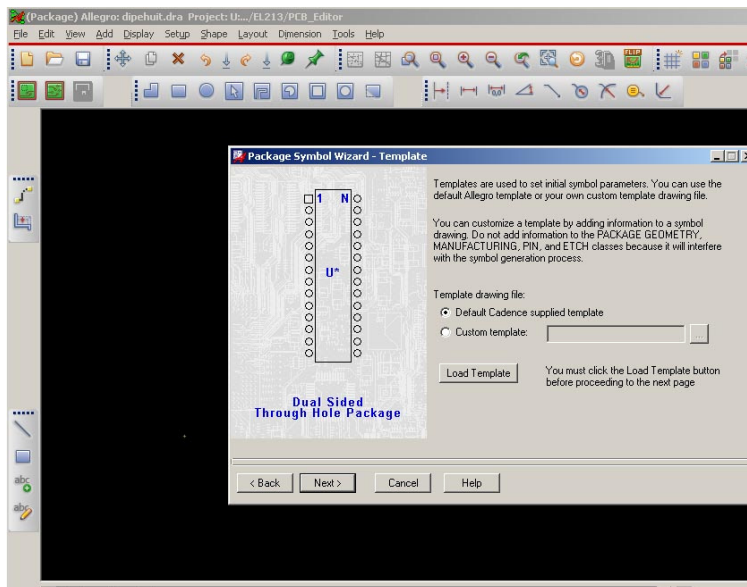 (Package) Allegro: dipehuit.dra Project: U:.../EL213/PCB_Editor
File Edit View Add Display Setup Shape Layout Dimension Tools Help
3D
FLIP
Package Symbol Wizard - Template
1 N
U*
Dual Sided
Through Hole Package
Templates are used to set initial symbol parameters. You can use the
default Allegro template or your own custom template drawing file.
You can customize a template by adding information to a symbol
drawing. Do not add information to the PACKAGE GEOMETRY,
MANUFACTURING, PIN, and ETCH classes because it will interfere
with the symbol generation process.
Template drawing file:
Default Cadence supplied template
Custom template:
...
Load Template
You must click the Load Template button
before proceeding to the next page
< Back Next > Cancel Help
abc
abc